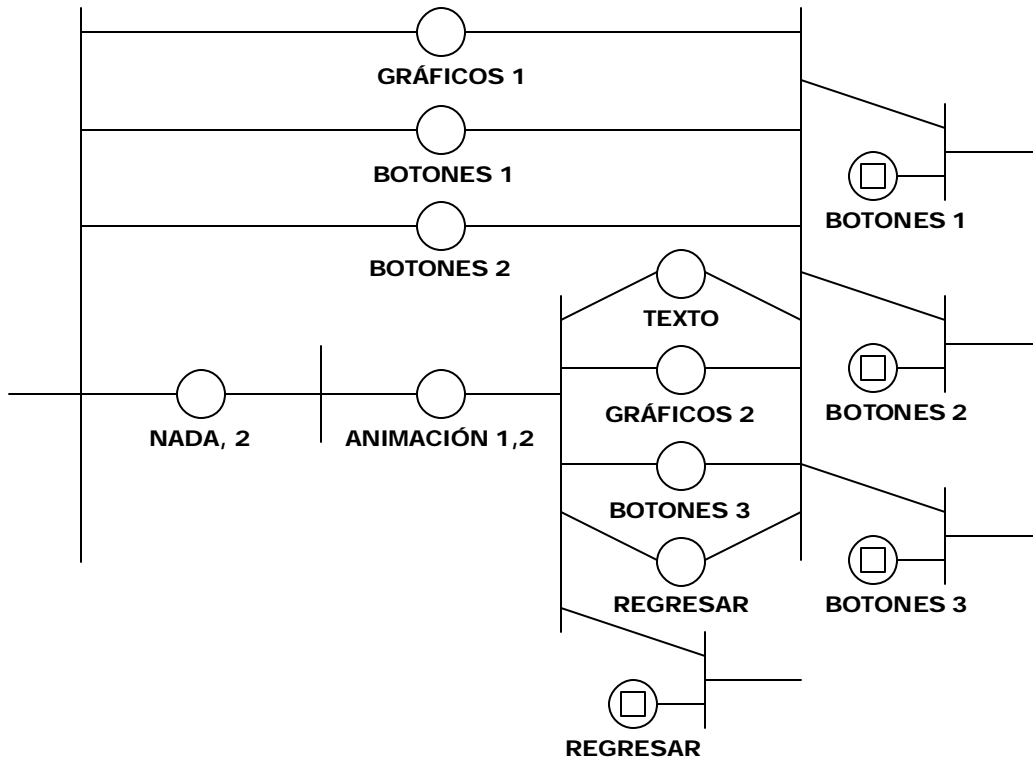 GRÁFICOS 1
BOTONES 1
BOTONES 1
BOTONES 2
TEXTO
GRÁFICOS 2
BOTONES 2
NADA, 2
ANIMACIÓN 1,2
BOTONES 3
REGRESAR
BOTONES 3
REGRESAR